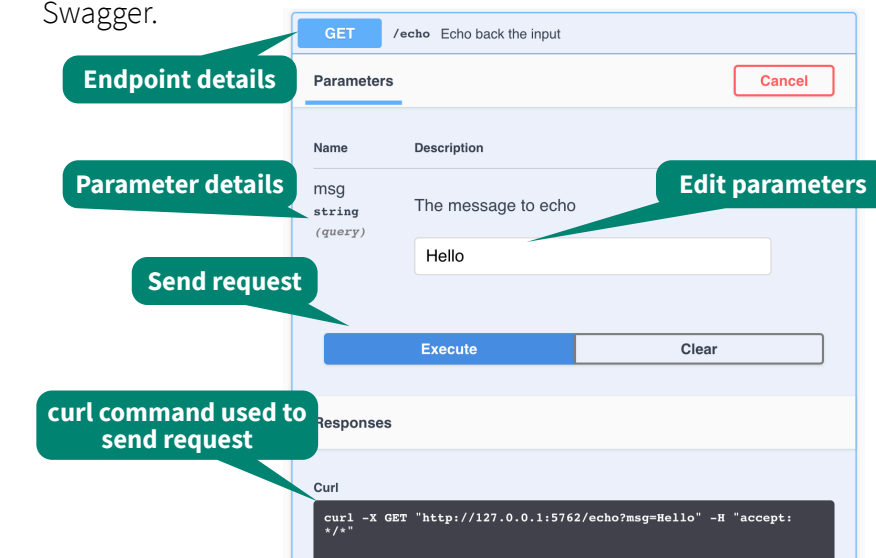 Swagger.
GET /echo Echo back the input
Endpoint details
Parameters
Cancel
Name Description
Parameter details
msg
string
(query)
The message to echo
Edit parameters
Hello
Send request
Execute
Clear
curl command used to
send request
Responses
Curl
curl -X GET "http://127.0.0.1:5762/echo?msg=Hello" -H "accept:
*/*"